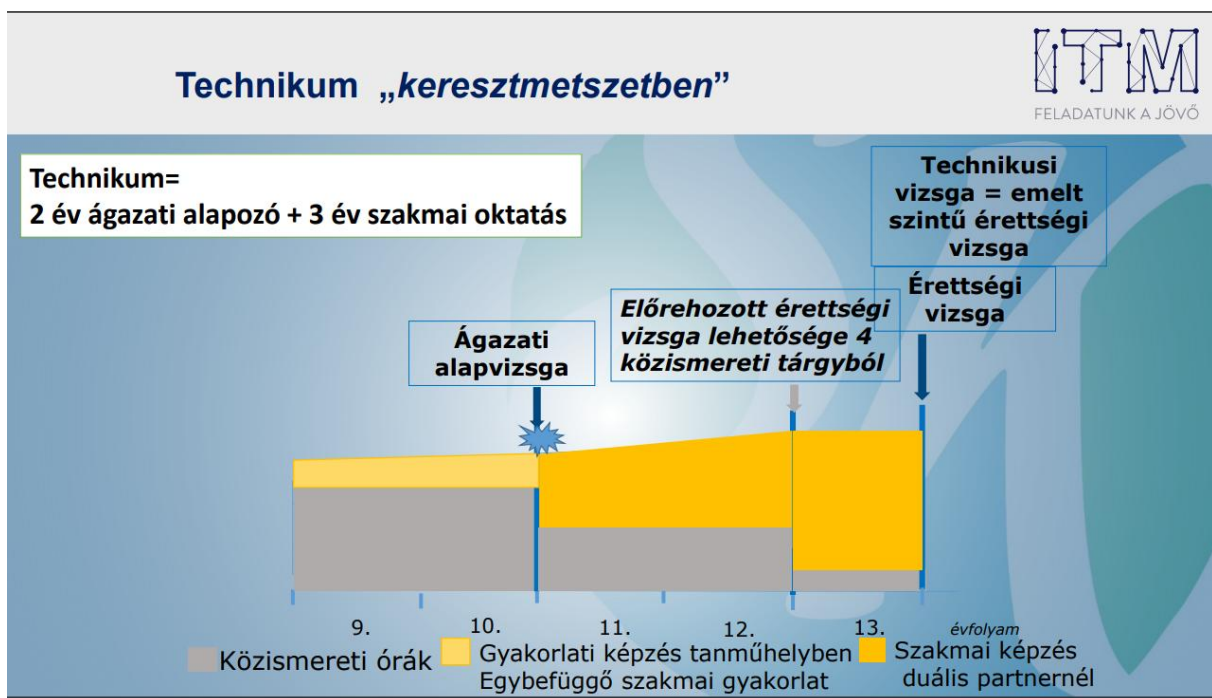 Technikum „keresztmetszetben”
ITM
FELADATUNK A JÖVŐ
Technikum=
2 év ágazati alapozó + 3 év szakmai oktatás
Technikusi
vizsga = emelt
szintű érettségi
vizsga
Érettségi
vizsga
Előrehozott érettségi
vizsga lehetősége 4
közismereti tárgyból
Ágazati
alapvizsga
9. 10. 11. 12. 13. évfolyam
Közismereti órák
Gyakorlati képzés tanműhelyben
Egybefüggő szakmai gyakorlat
Szakmai képzés
duális partnernél